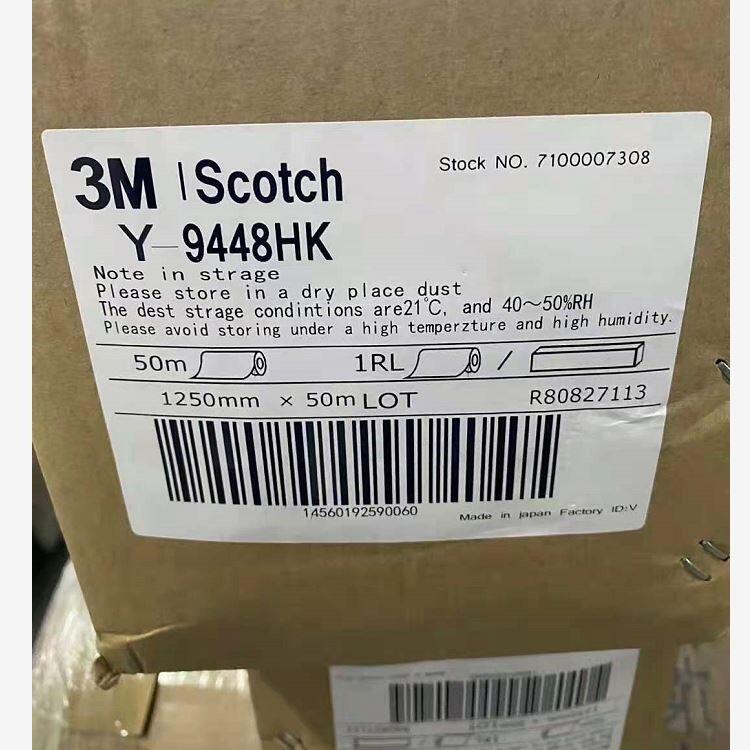 3M | Scotch
Stock NO. 7100007308
Y-9448HK
Note in strage
Please store in a dry place dust
The dest strage condintions are21℃, and 40～50%RH
Please avoid storing under a high temperzture and high humidity.
50m 1RL /
1250mm × 50m LOT R80827113
14560192590060
Made in japan Factory ID:V